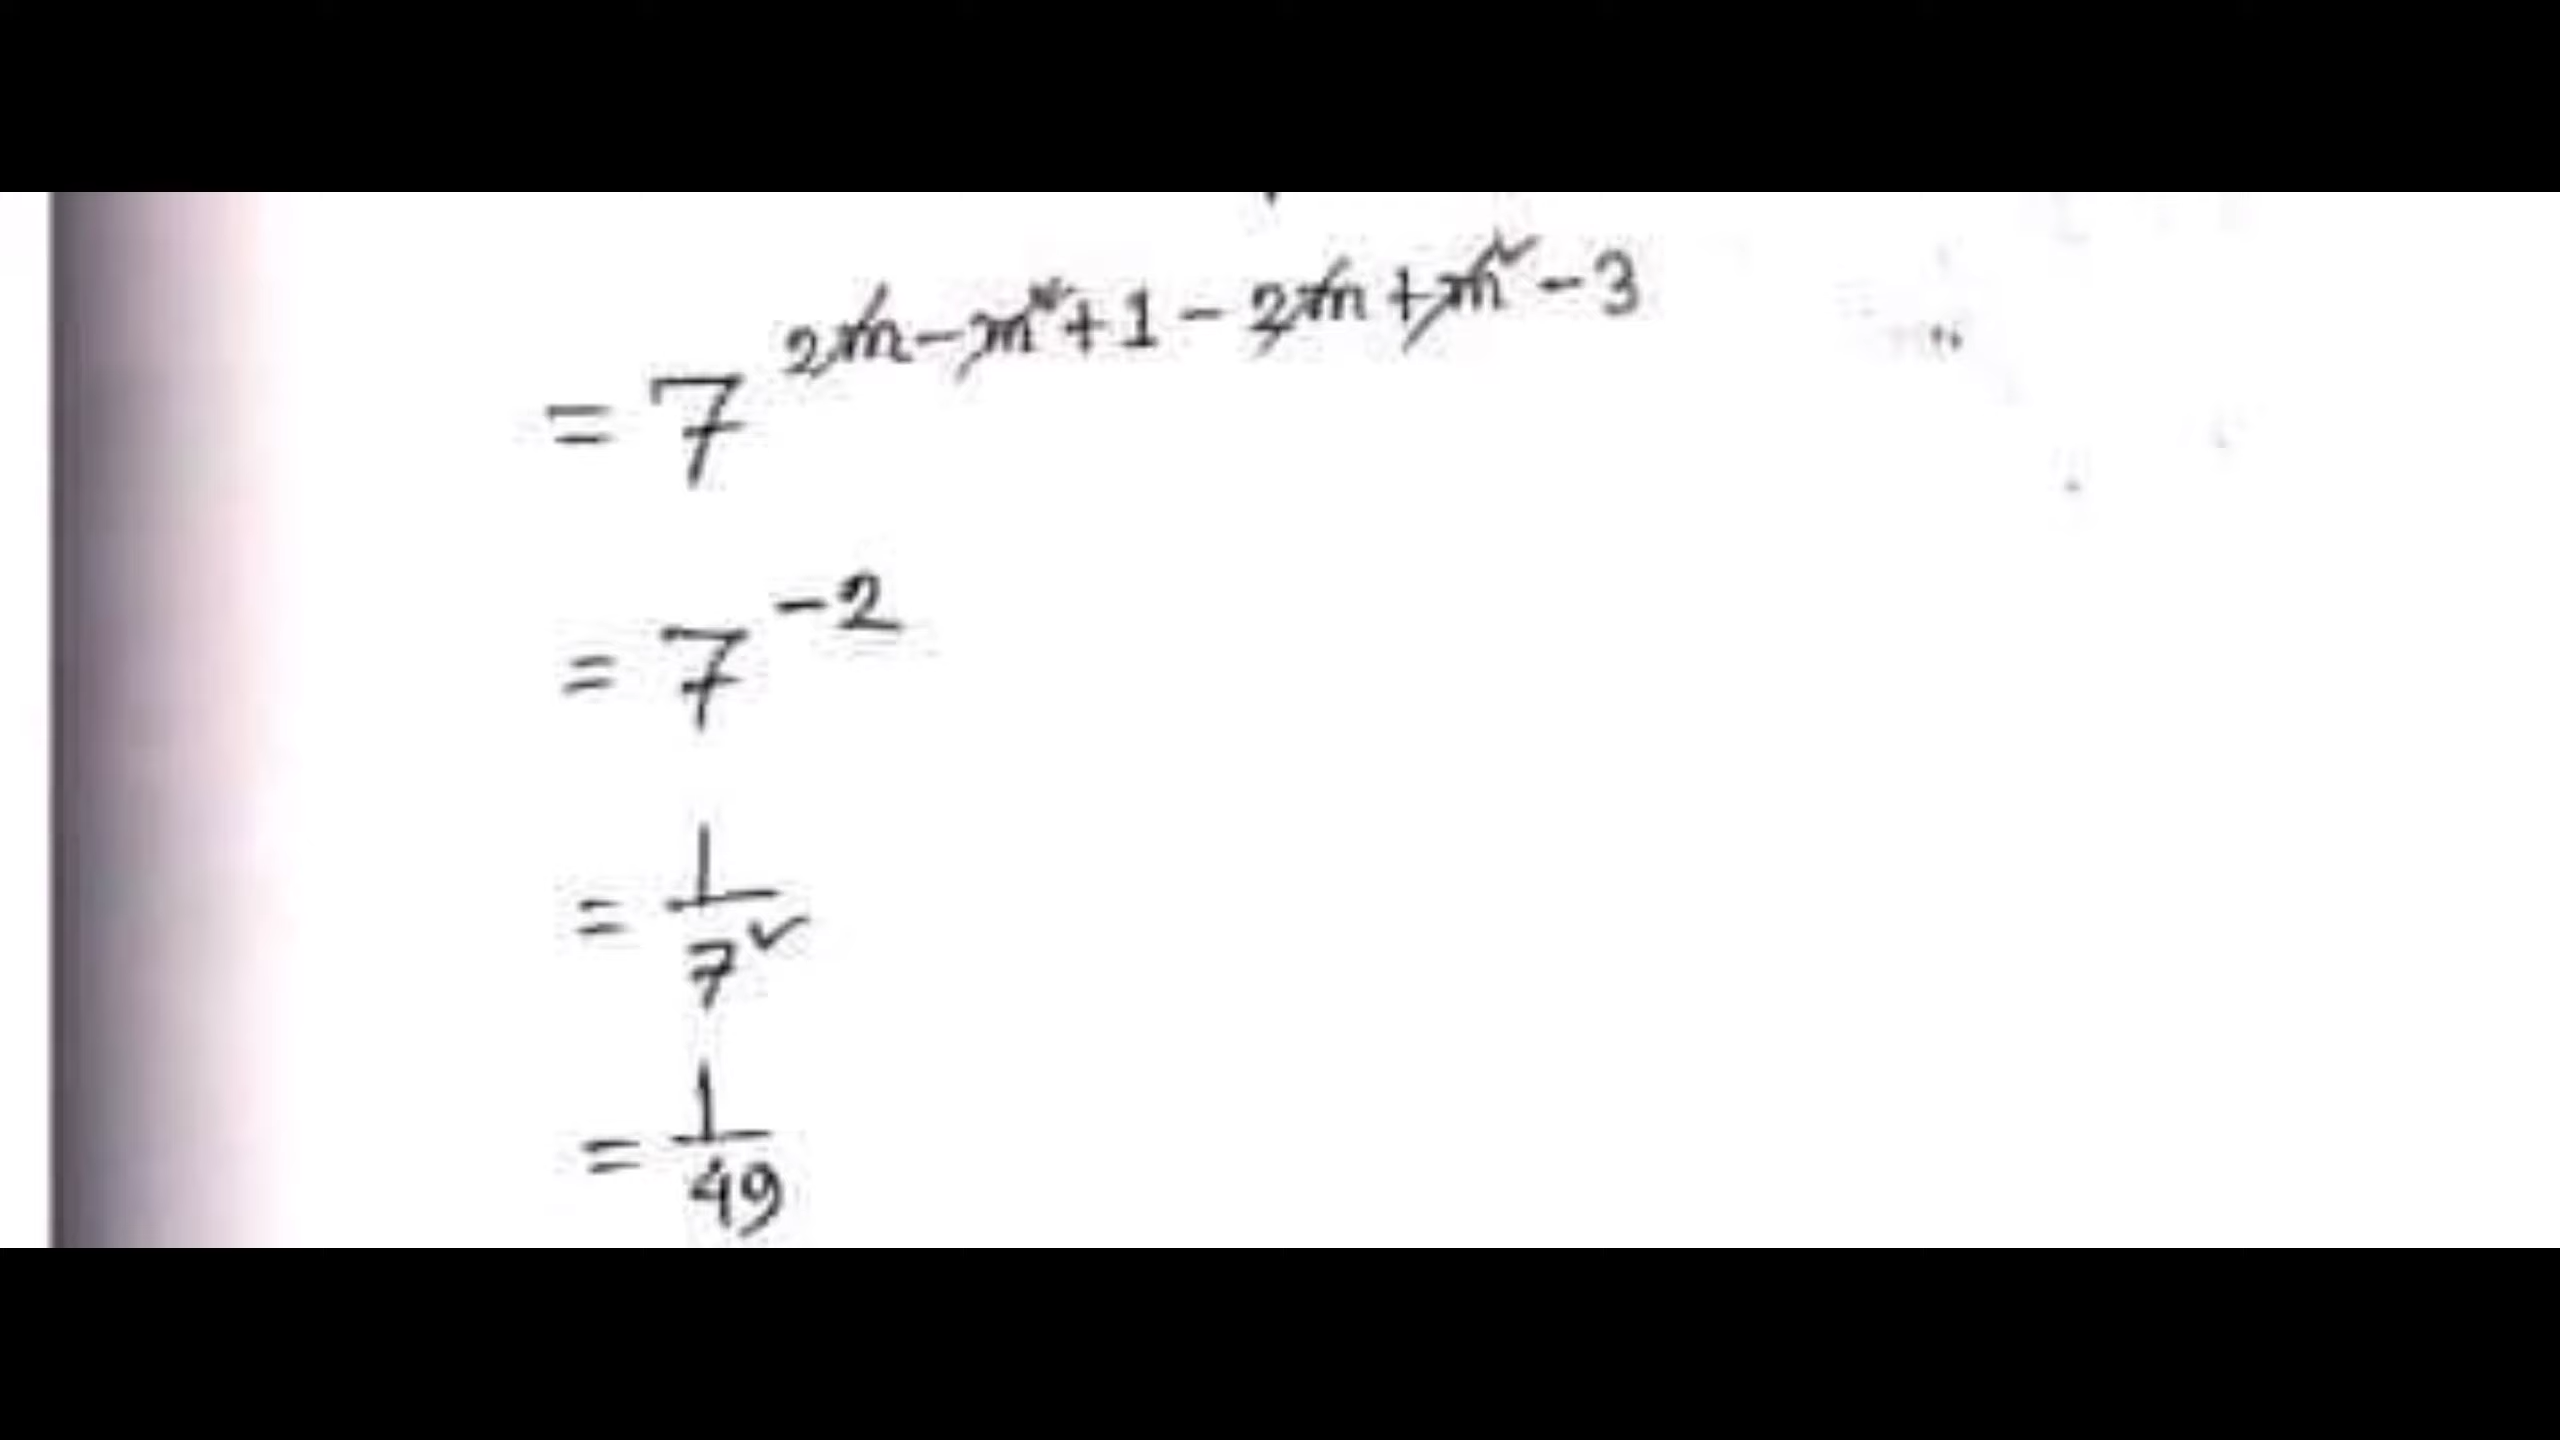 = 7^{2m-m²+1-2m+m²-3}
= 7^{-2}
= 1/7²
= 1/49